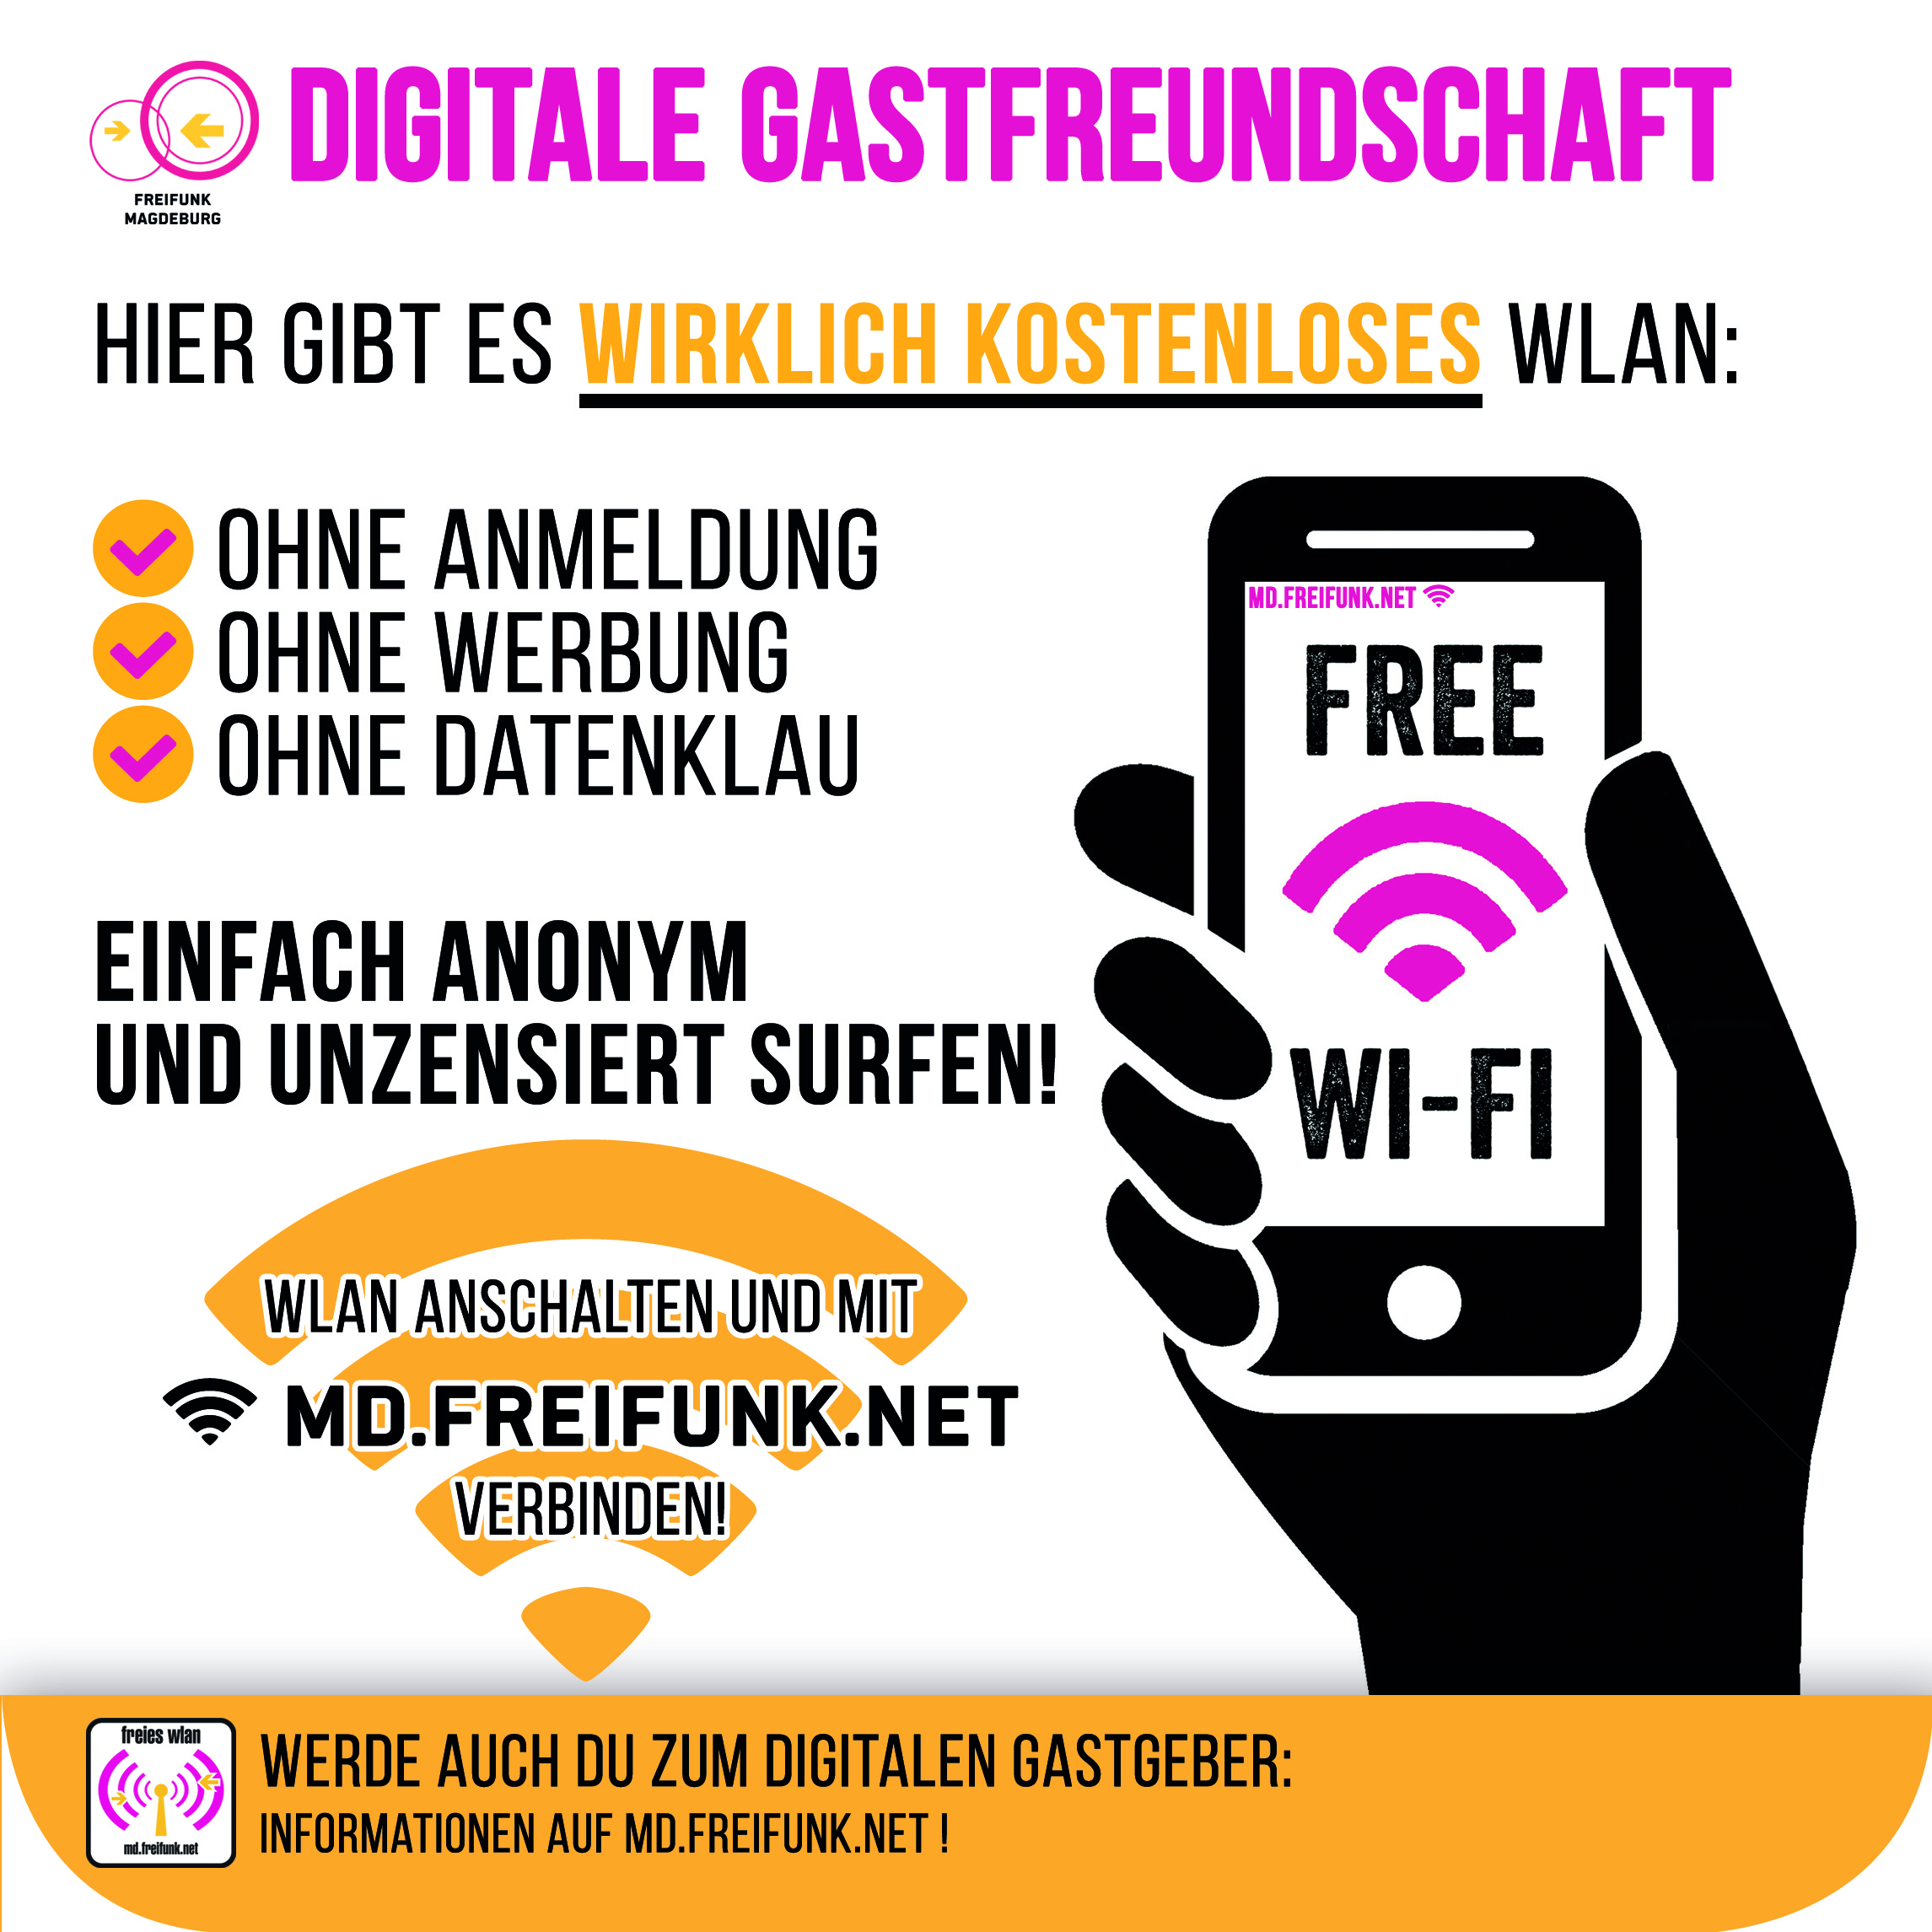 FREIFUNK
MAGDEBURG
DIGITALE GASTFREUNDSCHAFT
HIER GIBT ES WIRKLICH KOSTENLOSES WLAN:
OHNE ANMELDUNG
OHNE WERBUNG
OHNE DATENKLAU
EINFACH ANONYM
UND UNZENSIERT SURFEN!
WLAN ANSCHALTEN UND MIT
MD.FREIFUNK.NET
VERBINDEN!
MD.FREIFUNK.NET
FREE
WI-FI
freies wlan
md.freifunk.net
WERDE AUCH DU ZUM DIGITALEN GASTGEBER:
INFORMATIONEN AUF MD.FREIFUNK.NET !